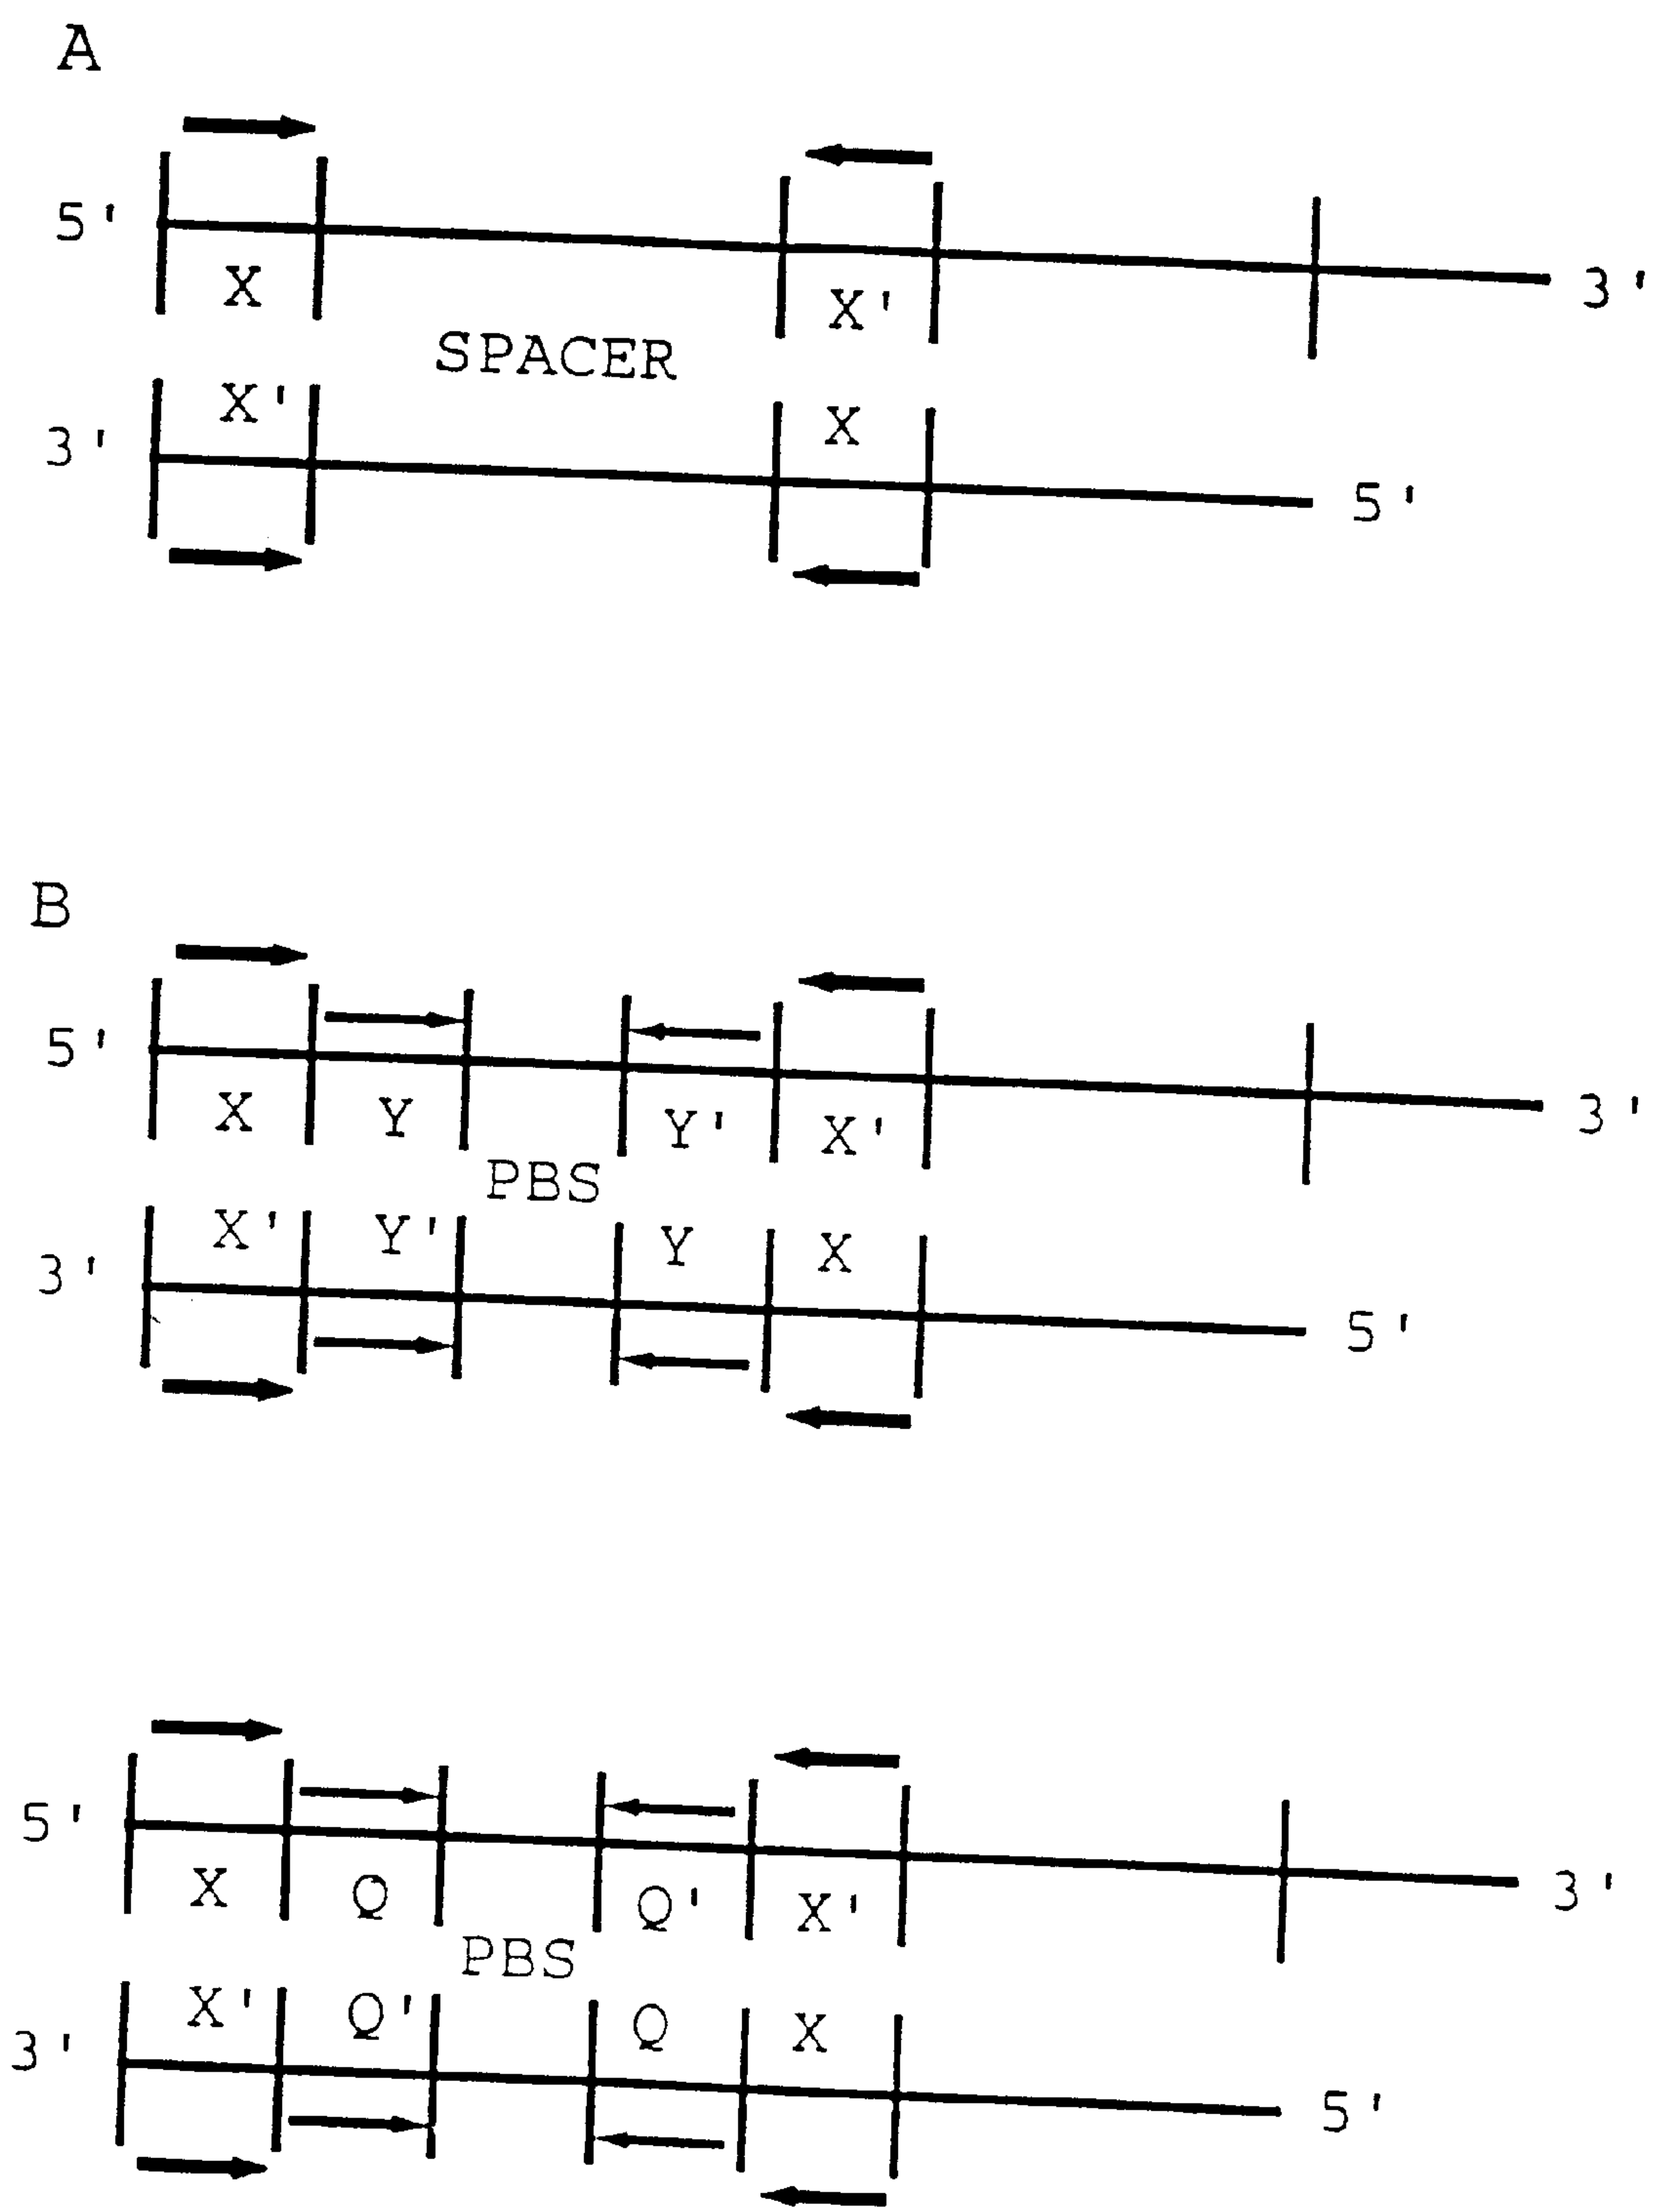 A
5' X X' 3'
SPACER
3' X' X 5'
B
5' X Y Y' X' 3'
PBS
3' X' Y' Y X 5'
5' X Q Q' X' 3'
PBS
3' X' Q' Q X 5'